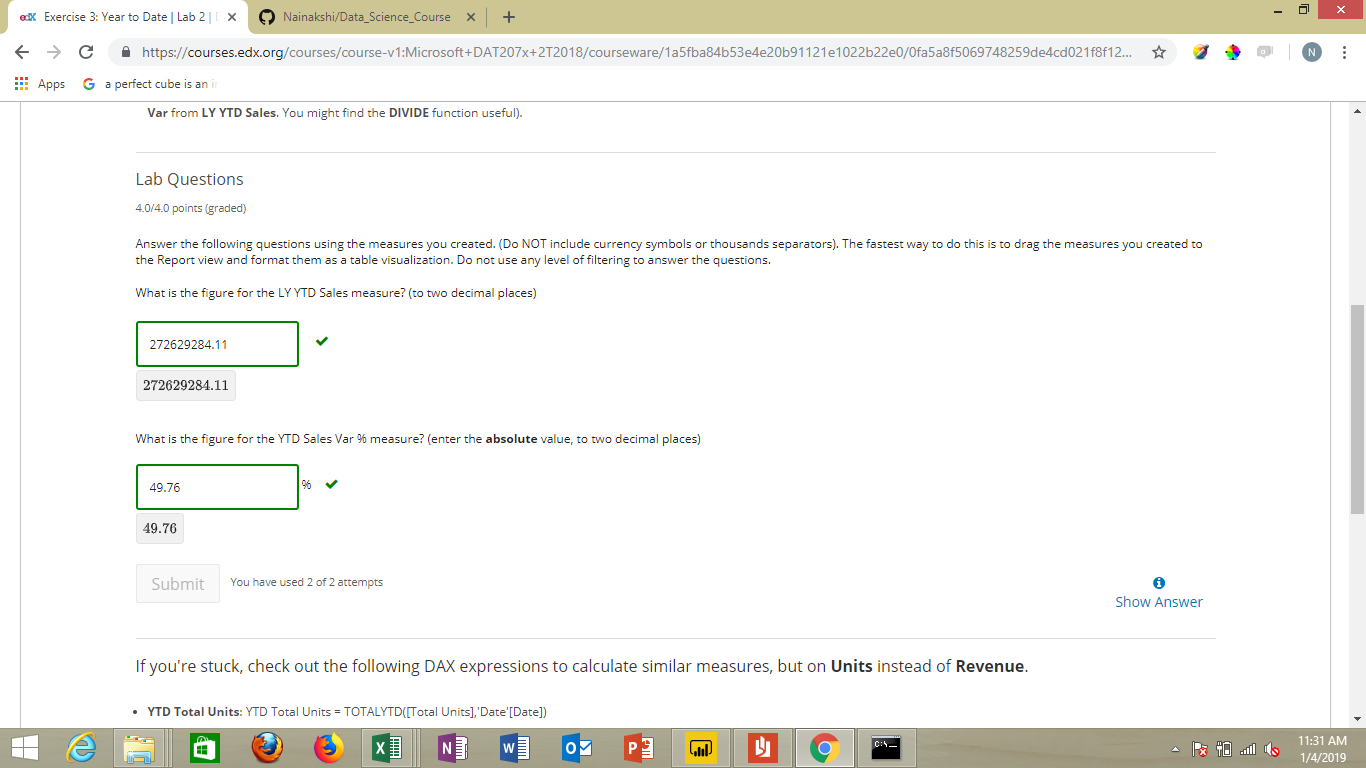 edX Exercise 3: Year to Date | Lab 2 |
Nainakshi/Data_Science_Course
https://courses.edx.org/courses/course-v1:Microsoft+DAT207x+2T2018/courseware/1a5fba84b53e4e20b91121e1022b22e0/0fa5a8f5069748259de4cd021f8f12...
N
Apps
G a perfect cube is an
Var from LY YTD Sales. You might find the DIVIDE function useful).
Lab Questions
4.0/4.0 points (graded)
Answer the following questions using the measures you created. (Do NOT include currency symbols or thousands separators). The fastest way to do this is to drag the measures you created to
the Report view and format them as a table visualization. Do not use any level of filtering to answer the questions.
What is the figure for the LY YTD Sales measure? (to two decimal places)
272629284.11
272629284.11
What is the figure for the YTD Sales Var % measure? (enter the absolute value, to two decimal places)
49.76 %
49.76
Submit You have used 2 of 2 attempts
Show Answer
If you're stuck, check out the following DAX expressions to calculate similar measures, but on Units instead of Revenue.
• YTD Total Units: YTD Total Units = TOTALYTD([Total Units],'Date'[Date])
11:31 AM
1/4/2019